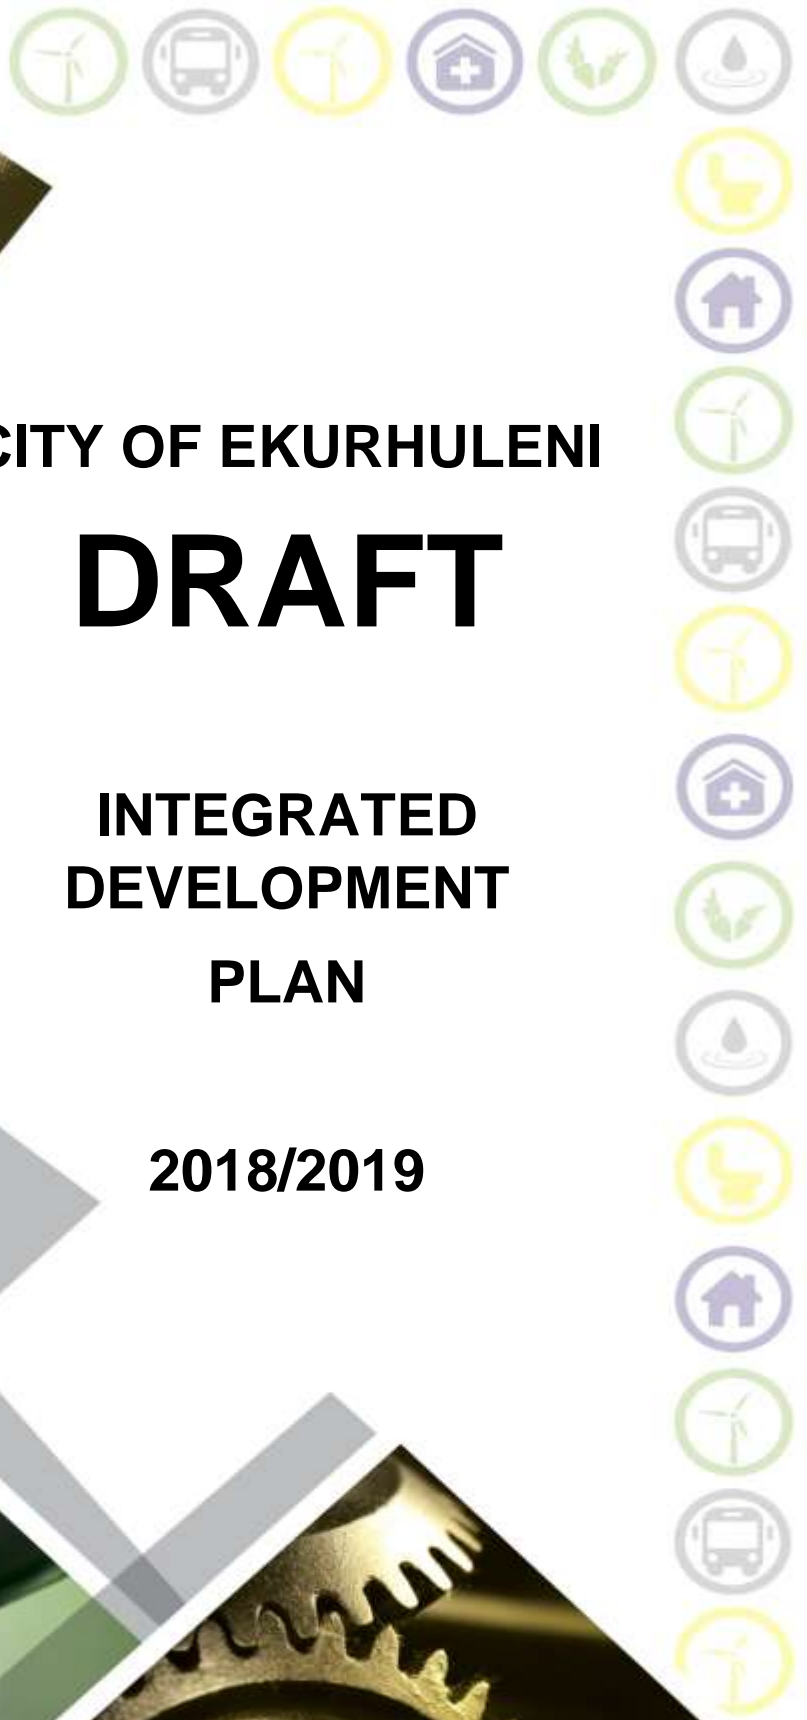 CITY OF EKURHULENI
DRAFT
INTEGRATED
DEVELOPMENT
PLAN
2018/2019